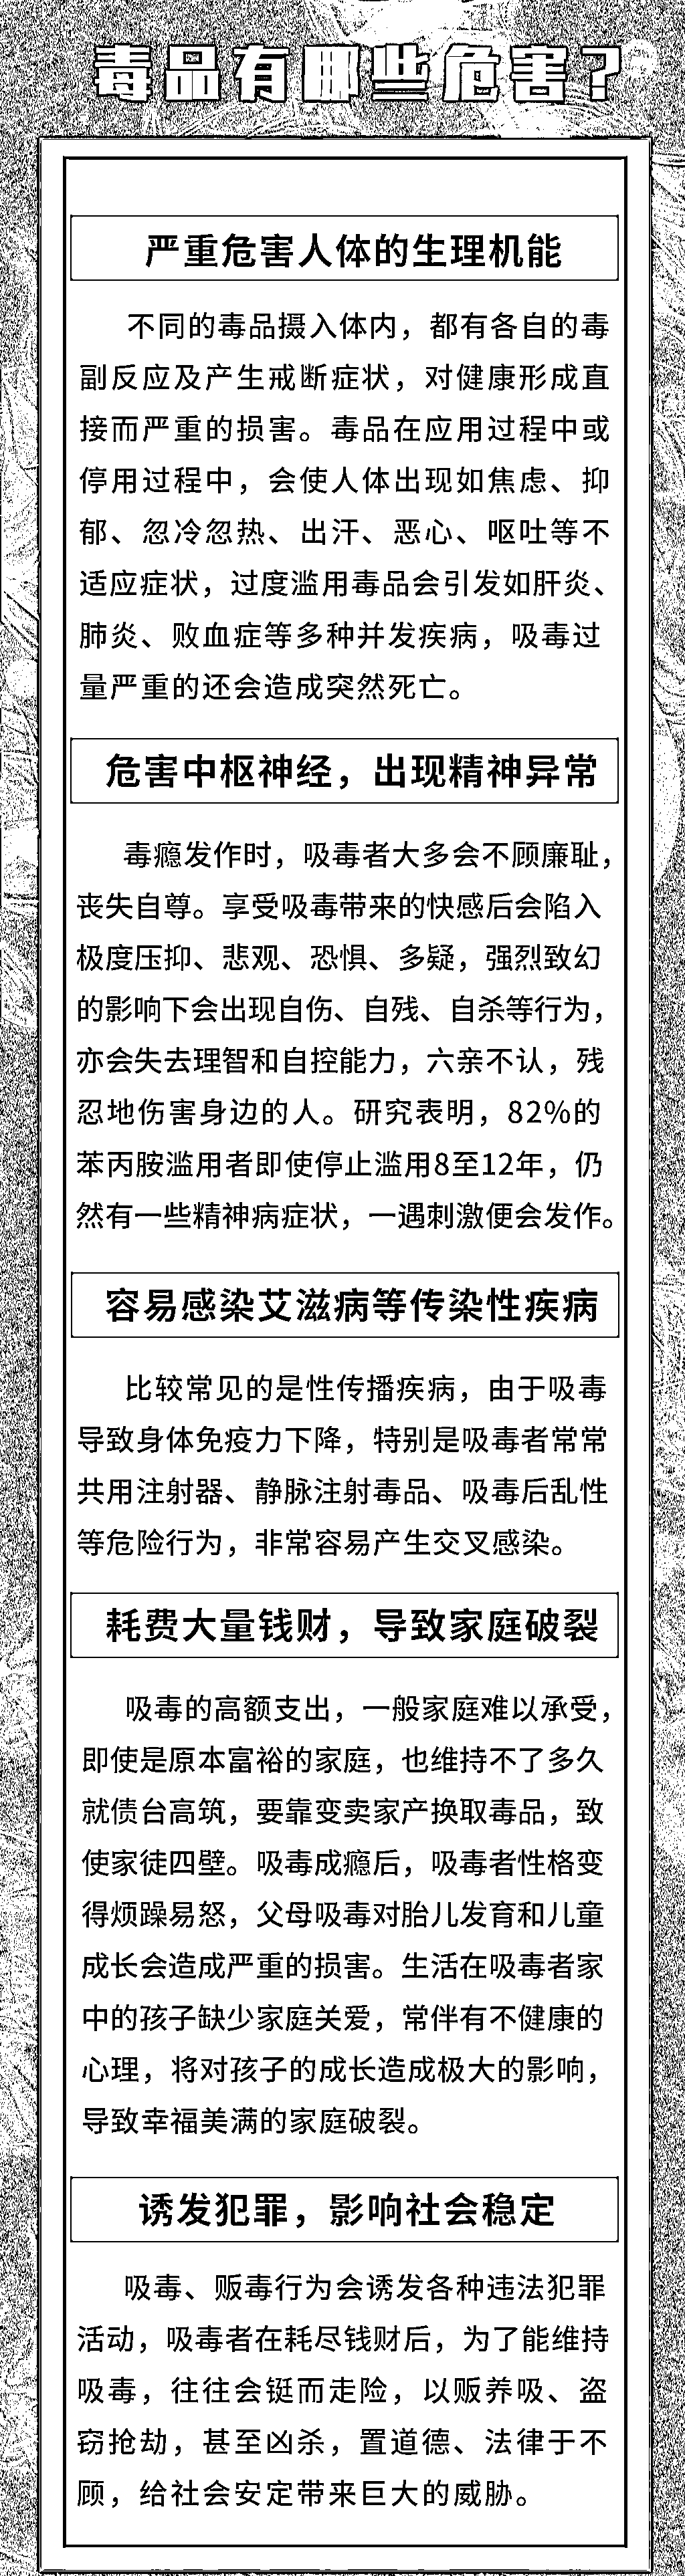 毒品有哪些危害？
严重危害人体的生理机能
不同的毒品摄入体内，都有各自的毒
副反应及产生戒断症状，对健康形成直
接而严重的损害。毒品在应用过程中或
停用过程中，会使人体出现如焦虑、抑
郁、忽冷忽热、出汗、恶心、呕吐等不
适应症状，过度滥用毒品会引发如肝炎、
肺炎、败血症等多种并发疾病，吸毒过
量严重的还会造成突然死亡。
危害中枢神经，出现精神异常
毒瘾发作时，吸毒者大多会不顾廉耻，
丧失自尊。享受吸毒带来的快感后会陷入
极度压抑、悲观、恐惧、多疑，强烈致幻
的影响下会出现自伤、自残、自杀等行为，
亦会失去理智和自控能力，六亲不认，残
忍地伤害身边的人。研究表明，82%的
苯丙胺滥用者即使停止滥用8至12年，仍
然有一些精神病症状，一遇刺激便会发作。
容易感染艾滋病等传染性疾病
比较常见的是性传播疾病，由于吸毒
导致身体免疫力下降，特别是吸毒者常常
共用注射器、静脉注射毒品、吸毒后乱性
等危险行为，非常容易产生交叉感染。
耗费大量钱财，导致家庭破裂
吸毒的高额支出，一般家庭难以承受，
即使是原本富裕的家庭，也维持不了多久
就债台高筑，要靠变卖家产换取毒品，致
使家徒四壁。吸毒成瘾后，吸毒者性格变
得烦躁易怒，父母吸毒对胎儿发育和儿童
成长会造成严重的损害。生活在吸毒者家
中的孩子缺少家庭关爱，常伴有不健康的
心理，将对孩子的成长造成极大的影响，
导致幸福美满的家庭破裂。
诱发犯罪，影响社会稳定
吸毒、贩毒行为会诱发各种违法犯罪
活动，吸毒者在耗尽钱财后，为了能维持
吸毒，往往会铤而走险，以贩养吸、盗
窃抢劫，甚至凶杀，置道德、法律于不
顾，给社会安定带来巨大的威胁。